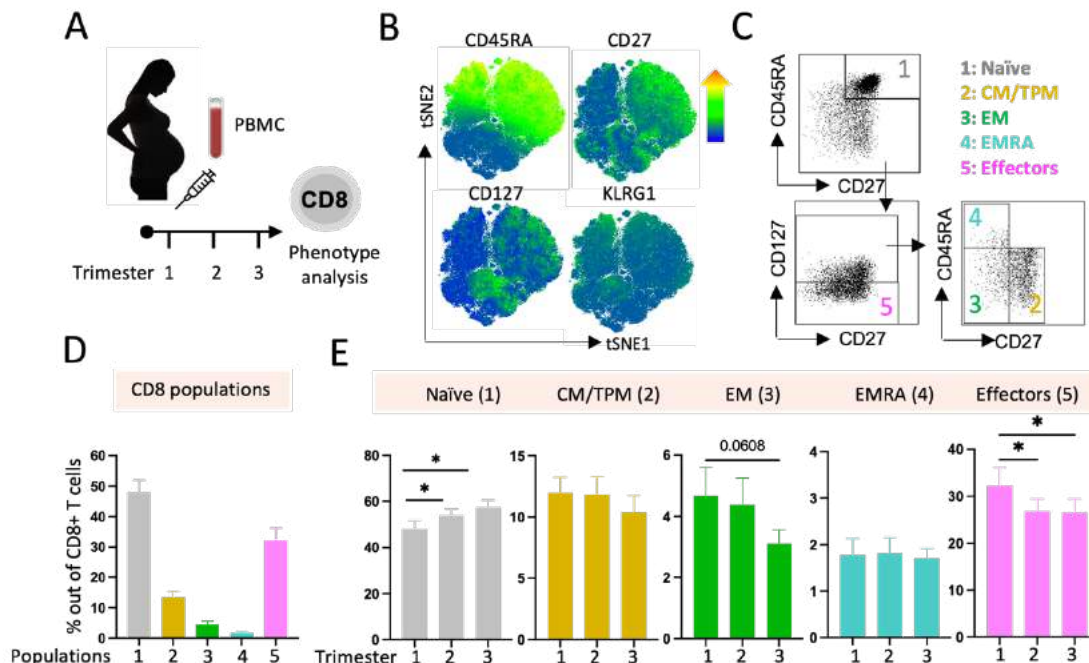 A
PBMC
CD8
Trimester 1 2 3
Phenotype
analysis
B
CD45RA
CD27
tSNE2
CD127
KLRG1
tSNE1
C
CD45RA
1
CD27
1: Naïve
2: CM/TPM
3: EM
4: EMRA
5: Effectors
CD127
5
CD27
CD45RA
4
3
2
CD27
D
CD8 populations
% out of CD8+ T cells
60
50
40
30
20
10
0
Populations 1 2 3 4 5
E
Naïve (1)
CM/TPM (2)
EM (3)
EMRA (4)
Effectors (5)
80
60
40
20
0
*
*
Trimester 1 2 3
15
10
5
0
1 2 3
6
4
2
0
0.0608
1 2 3
4
3
2
1
0
1 2 3
40
30
20
10
0
*
*
1 2 3